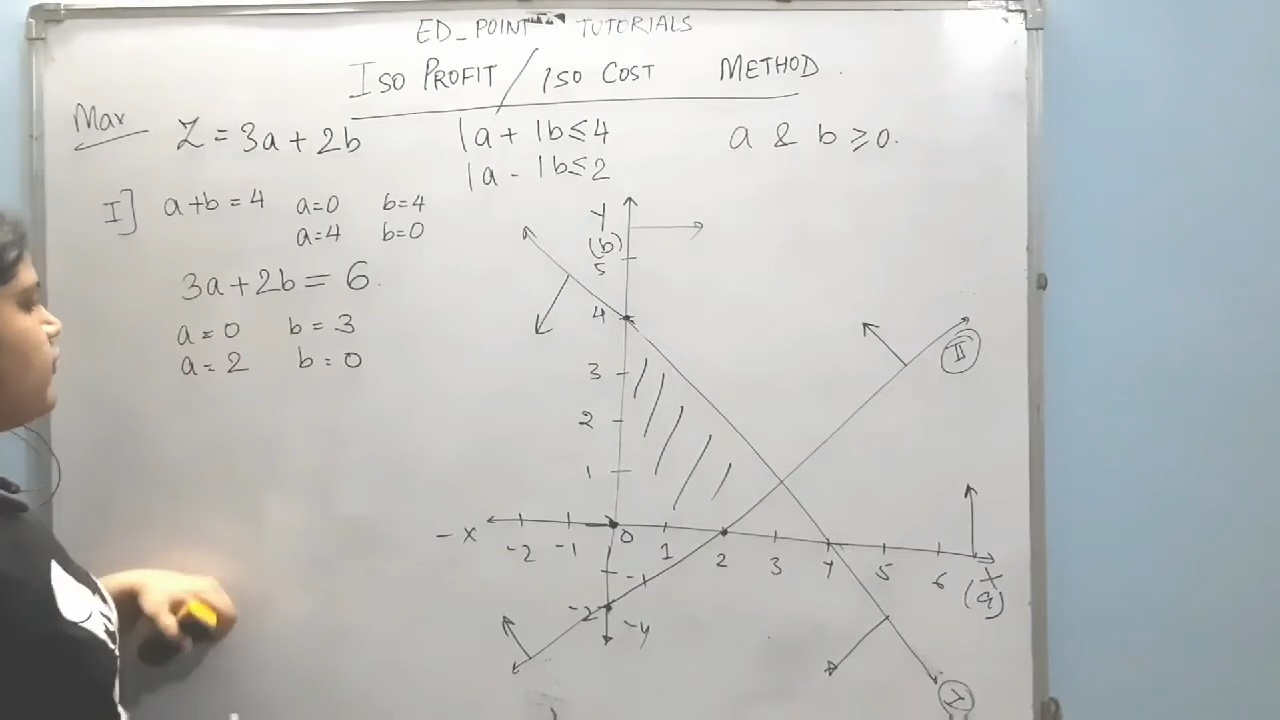 ED_POINT TUTORIALS
ISO PROFIT / ISO COST METHOD.
Max Z = 3a + 2b 1a + 1b ≤ 4 a & b ≥ 0.
1a - 1b ≤ 2
I] a+b = 4 a=0 b=4
a=4 b=0
3a+2b = 6.
a=0 b=3
a=2 b=0
y
(b)
5
4
3
2
1
II
-x -2 -1 0 1 2 3 4 5 6 x
(a)
-1
-2
-y
I